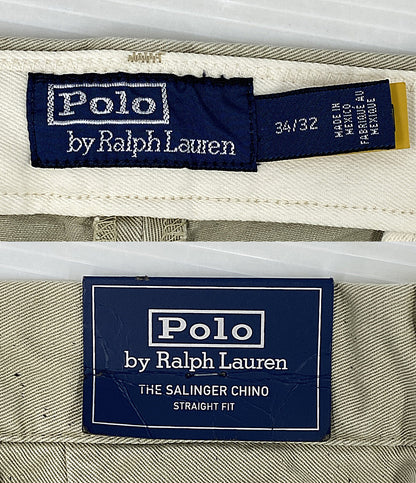 Polo
by Ralph Lauren
34/32
MADE IN
MEXICO
FABRIQUÉ AU
MEXIQUE
Polo
by Ralph Lauren
THE SALINGER CHINO
STRAIGHT FIT